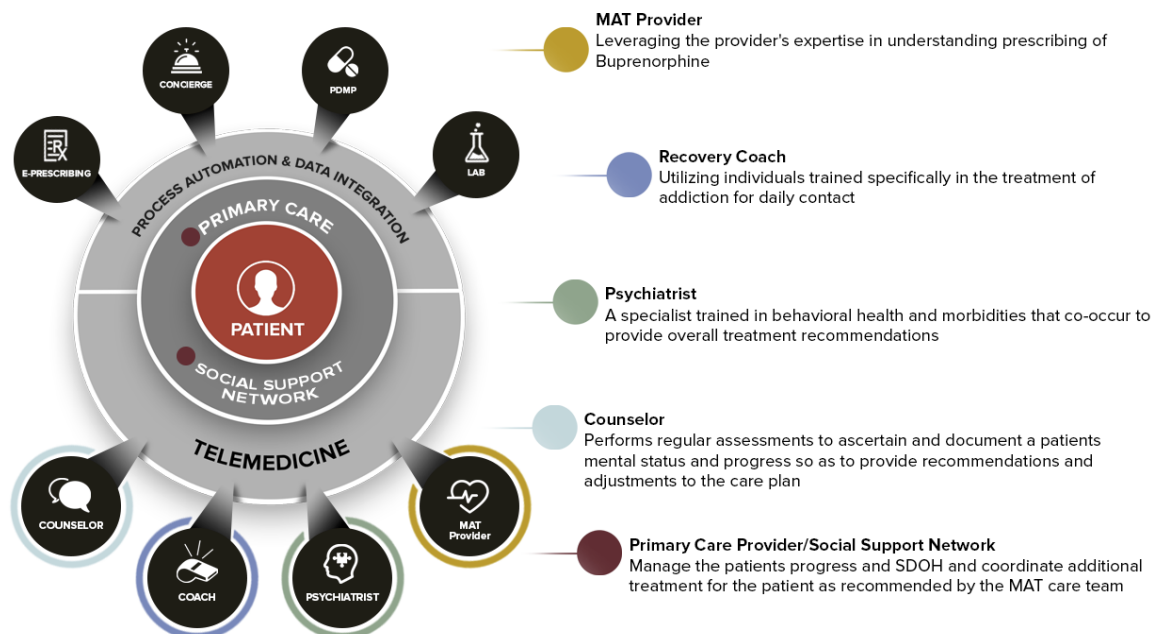 CONCIERGE
PDMP
E-PRESCRIBING
LAB
PROCESS AUTOMATION & DATA INTEGRATION
PRIMARY CARE
PATIENT
SOCIAL SUPPORT
NETWORK
TELEMEDICINE
COUNSELOR
COACH
PSYCHIATRIST
MAT
Provider
MAT Provider
Leveraging the provider's expertise in understanding prescribing of
Buprenorphine
Recovery Coach
Utilizing individuals trained specifically in the treatment of
addiction for daily contact
Psychiatrist
A specialist trained in behavioral health and morbidities that co-occur to
provide overall treatment recommendations
Counselor
Performs regular assessments to ascertain and document a patients
mental status and progress so as to provide recommendations and
adjustments to the care plan
Primary Care Provider/Social Support Network
Manage the patients progress and SDOH and coordinate additional
treatment for the patient as recommended by the MAT care team